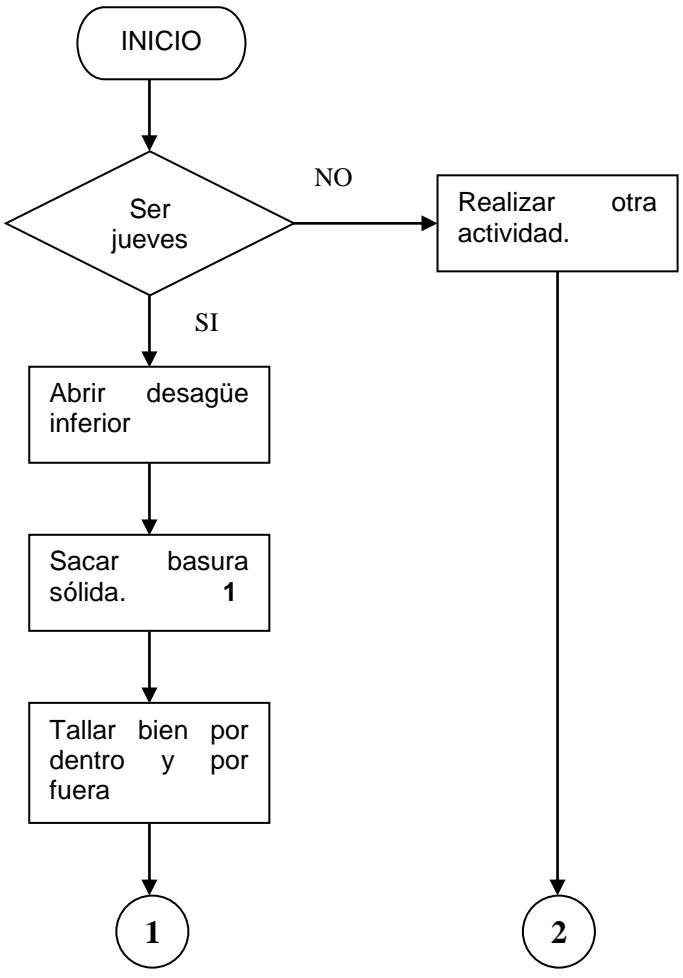 INICIO
NO
Ser
jueves
Realizar otra
actividad.
SI
Abrir desagüe
inferior
Sacar basura
sólida. 1
Tallar bien por
dentro y por
fuera
1
2